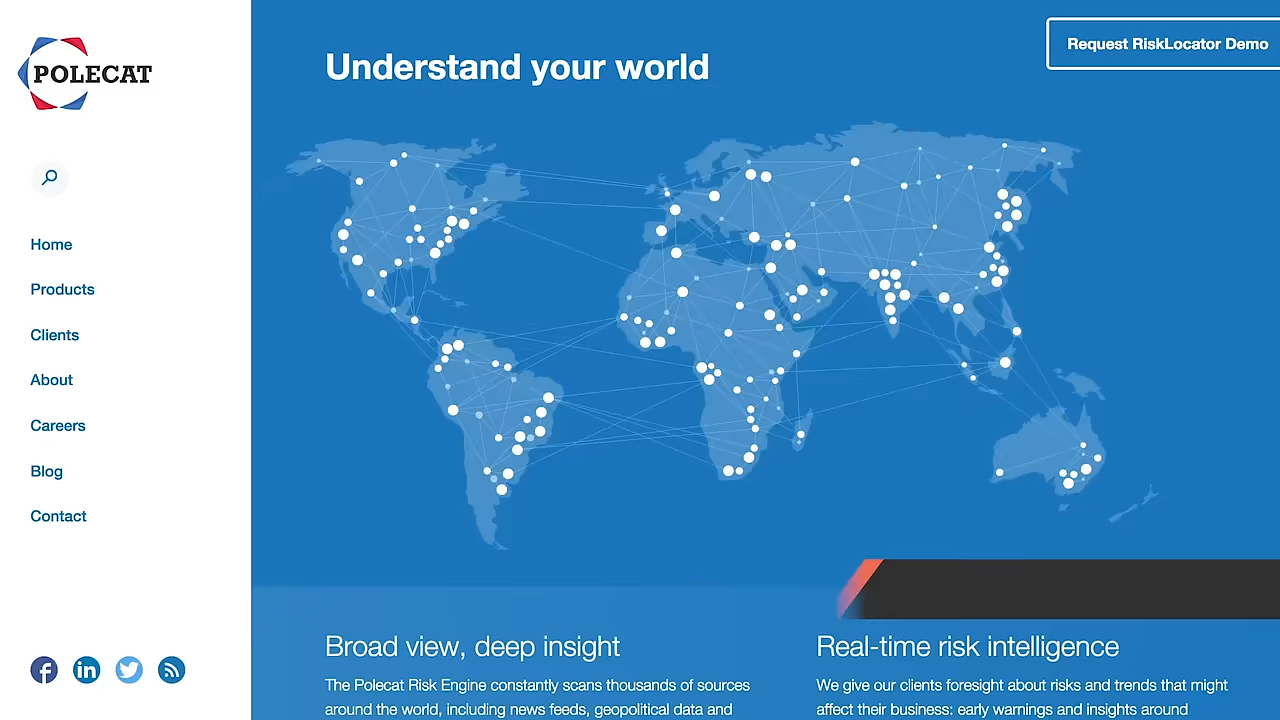 POLECAT
Request RiskLocator Demo
Understand your world
Home
Products
Clients
About
Careers
Blog
Contact
Broad view, deep insight
The Polecat Risk Engine constantly scans thousands of sources
around the world, including news feeds, geopolitical data and
Real-time risk intelligence
We give our clients foresight about risks and trends that might
affect their business: early warnings and insights around
f
in